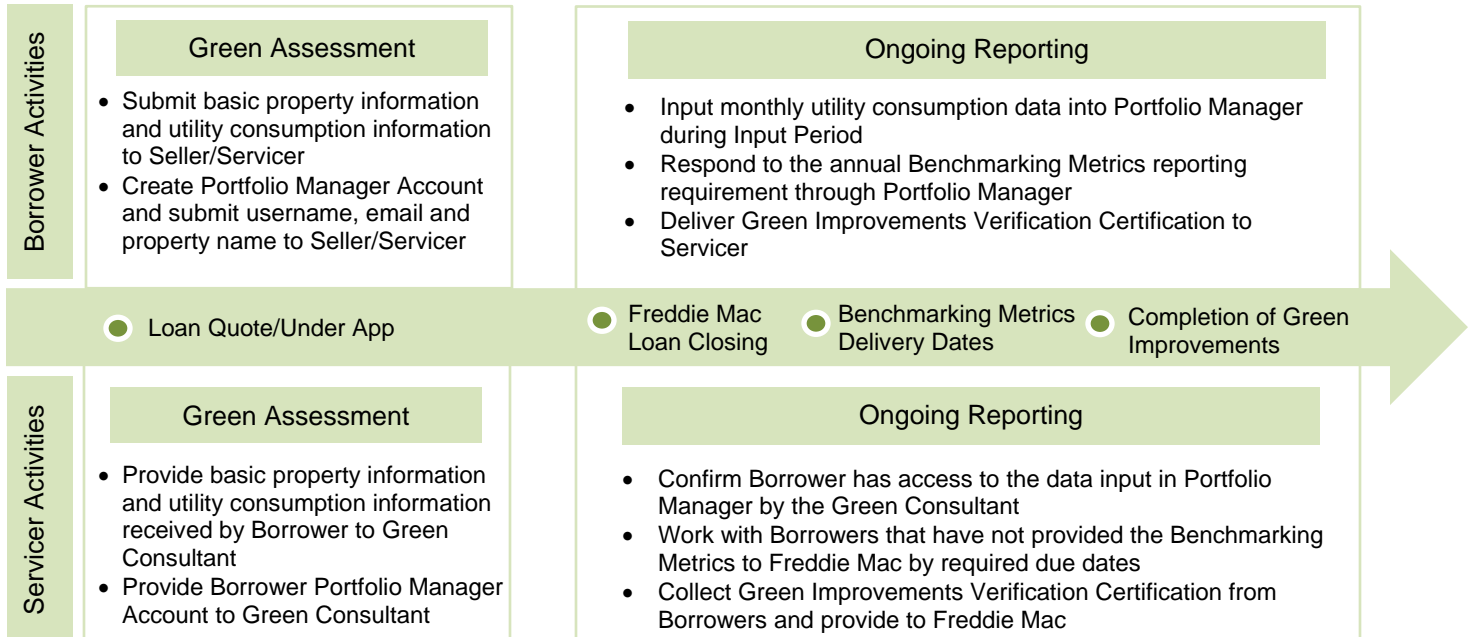 Borrower Activities
Green Assessment
• Submit basic property information
and utility consumption information
to Seller/Servicer
• Create Portfolio Manager Account
and submit username, email and
property name to Seller/Servicer
Ongoing Reporting
• Input monthly utility consumption data into Portfolio Manager
during Input Period
• Respond to the annual Benchmarking Metrics reporting
requirement through Portfolio Manager
• Deliver Green Improvements Verification Certification to
Servicer
Loan Quote/Under App
Freddie Mac
Loan Closing
Benchmarking Metrics
Delivery Dates
Completion of Green
Improvements
Servicer Activities
Green Assessment
• Provide basic property information
and utility consumption information
received by Borrower to Green
Consultant
• Provide Borrower Portfolio Manager
Account to Green Consultant
Ongoing Reporting
• Confirm Borrower has access to the data input in Portfolio
Manager by the Green Consultant
• Work with Borrowers that have not provided the Benchmarking
Metrics to Freddie Mac by required due dates
• Collect Green Improvements Verification Certification from
Borrowers and provide to Freddie Mac